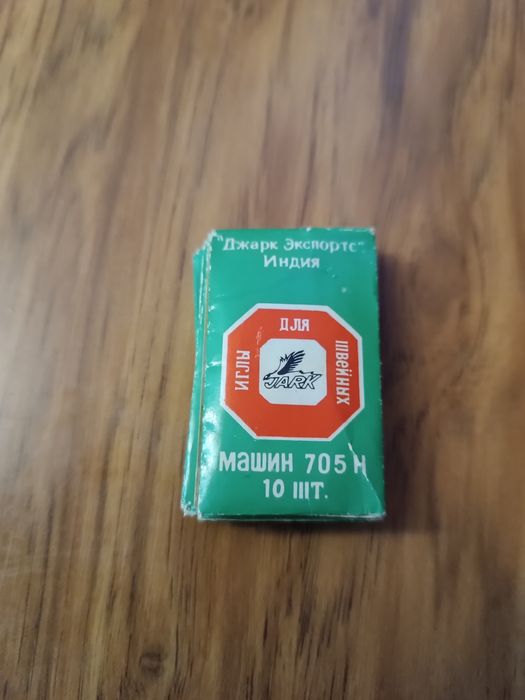 "Джарк Экспортс"
Индия
ИГЛЫ
ДЛЯ
ШВЕЙНЫХ
JARK
МАШИН 705 H
10 ШТ.